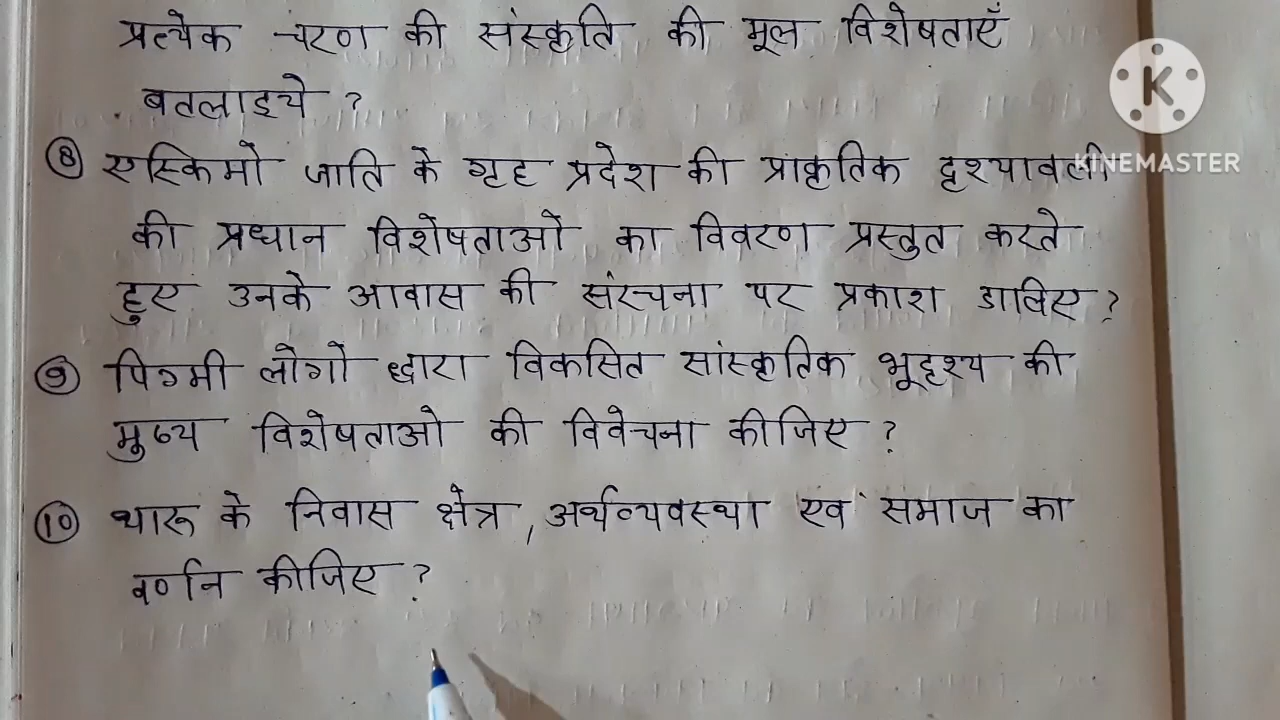 प्रत्येक चरण की संस्कृति की मूल विशेषताएँ
बतलाइये ?
K
KINEMASTER
⑧ एस्किमो जाति के गृह प्रदेश की प्राकृतिक दृश्यावली
की प्रधान विशेषताओं का विवरण प्रस्तुत करते
हुए उनके आवास की संरचना पर प्रकाश डालिए ?
⑨ पिग्मी लोगों द्वारा विकसित सांस्कृतिक भूदृश्य की
मुख्य विशेषताओ की विवेचना कीजिए ?
⑩ थारू के निवास क्षेत्र, अर्थव्यवस्था एवं समाज का
वर्णन कीजिए ?